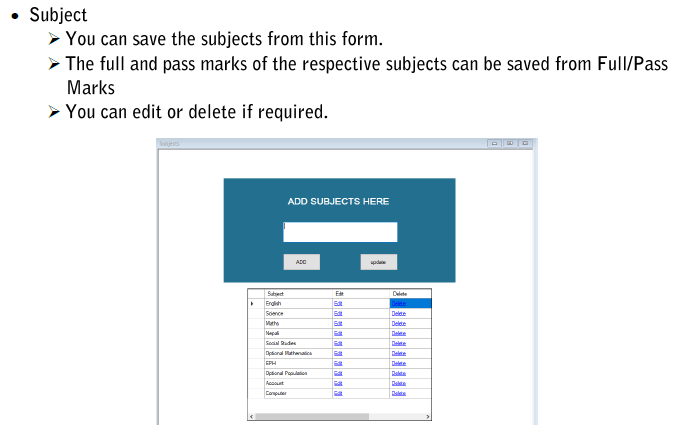 • Subject
➤ You can save the subjects from this form.
➤ The full and pass marks of the respective subjects can be saved from Full/Pass
Marks
➤ You can edit or delete if required.
Subjects
ADD SUBJECTS HERE
ADD update
Subject Edit Delete
English Edit Delete
Science Edit Delete
Maths Edit Delete
Nepali Edit Delete
Social Studies Edit Delete
Optional Mathematics Edit Delete
EPH Edit Delete
Optional Population Edit Delete
Account Edit Delete
Computer Edit Delete